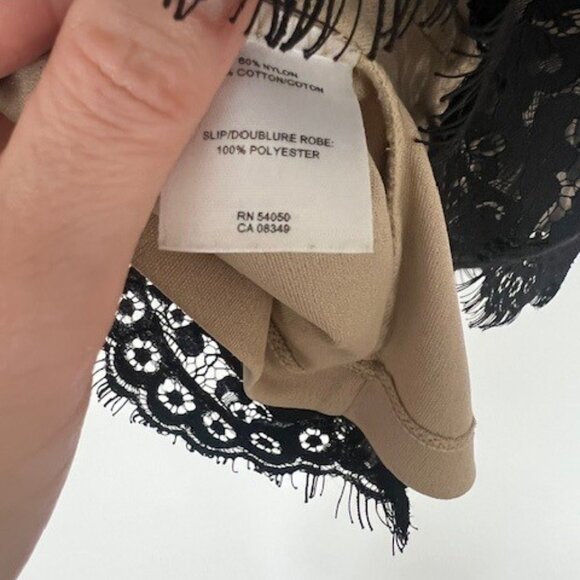 60% NYLON
% COTTON/COTON
SLIP/DOUBLURE ROBE:
100% POLYESTER
RN 54050
CA 08349